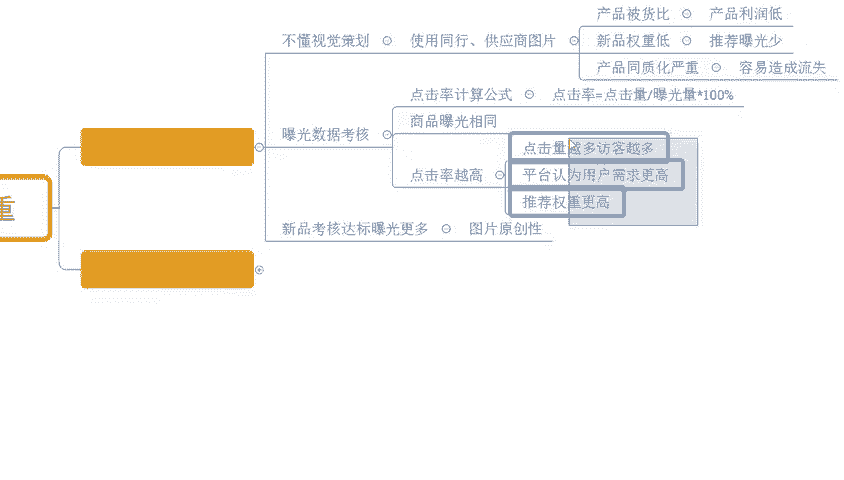 产品被货比 产品利润低
不懂视觉策划 使用同行、供应商图片 新品权重低 推荐曝光少
产品同质化严重 容易造成流失
点击率计算公式 点击率=点击量/曝光量*100%
商品曝光相同
曝光数据考核
点击量越多访客越多
点击率越高 平台认为用户需求更高
推荐权重更高
重
新品考核达标曝光更多 图片原创性